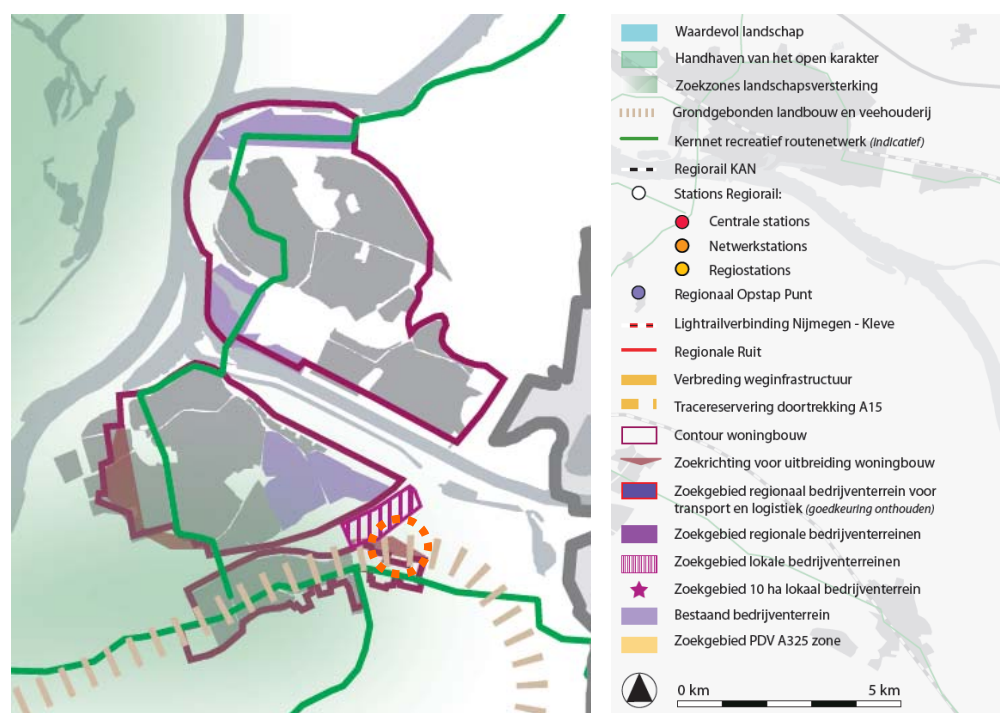 Waardevol landschap
Handhaven van het open karakter
Zoekzones landschapsversterking
Grondgebonden landbouw en veehouderij
Kernnet recreatief routenetwerk (indicatief)
Regiorail KAN
Stations Regiorail:
Centrale stations
Netwerkstations
Regiostations
Regionaal Opstap Punt
Lightrailverbinding Nijmegen - Kleve
Regionale Ruit
Verbreding weginfrastructuur
Tracereservering doortrekking A15
Contour woningbouw
Zoekrichting voor uitbreiding woningbouw
Zoekgebied regionaal bedrijventerrein voor
transport en logistiek (goedkeuring onthouden)
Zoekgebied regionale bedrijventerreinen
Zoekgebied lokale bedrijventerreinen
Zoekgebied 10 ha lokaal bedrijventerrein
Bestaand bedrijventerrein
Zoekgebied PDV A325 zone
0 km 5 km